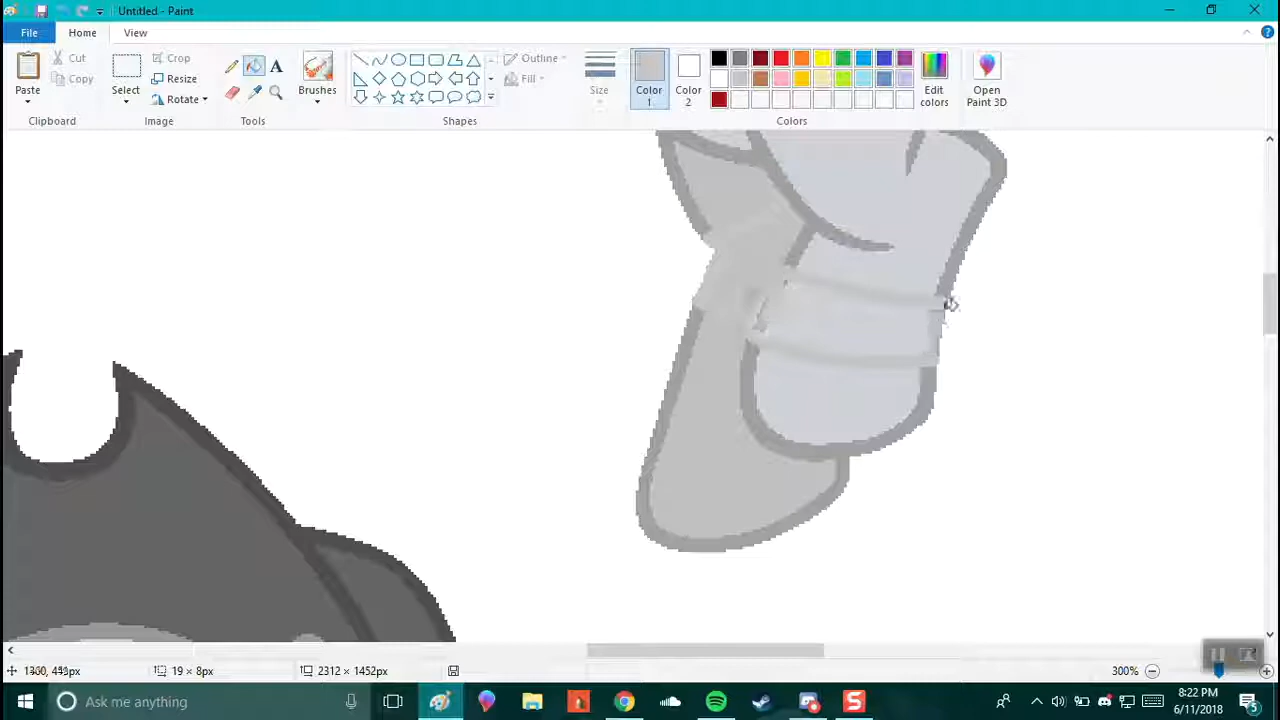 Untitled - Paint
File Home View
Paste
Cut
Copy
Clipboard
Select
Crop
Resize
Rotate
Image
Tools
Brushes
Outline
Fill
Shapes
Size
Color 1
Color 2
Edit colors
Open Paint 3D
Colors
19 × 8px
2312 × 1452px
300%
Ask me anything
8:22 PM
6/11/2018
5